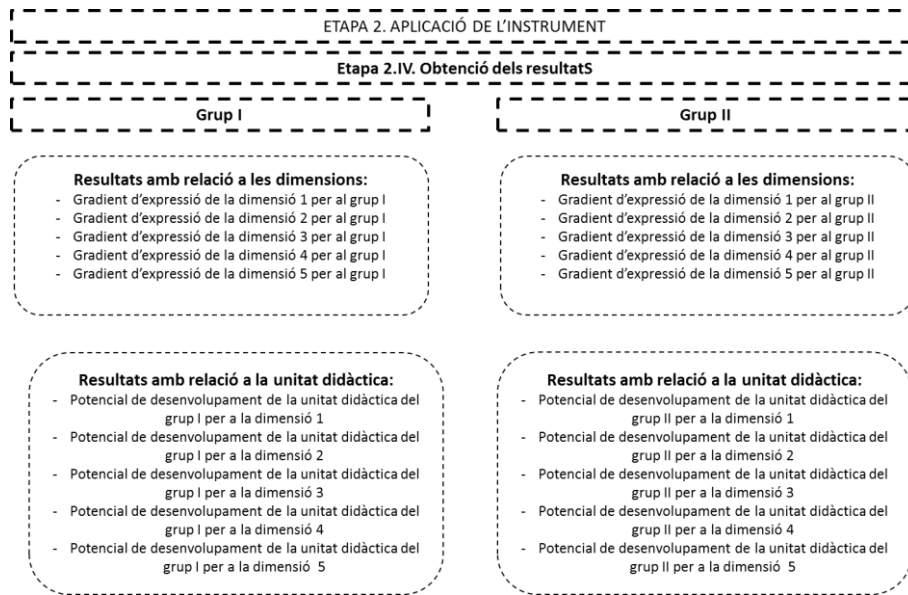 ETAPA 2. APLICACIÓ DE L'INSTRUMENT
Etapa 2.IV. Obtenció dels resultatS
Grup I
Grup II
Resultats amb relació a les dimensions:
- Gradient d'expressió de la dimensió 1 per al grup I
- Gradient d'expressió de la dimensió 2 per al grup I
- Gradient d'expressió de la dimensió 3 per al grup I
- Gradient d'expressió de la dimensió 4 per al grup I
- Gradient d'expressió de la dimensió 5 per al grup I
Resultats amb relació a les dimensions:
- Gradient d'expressió de la dimensió 1 per al grup II
- Gradient d'expressió de la dimensió 2 per al grup II
- Gradient d'expressió de la dimensió 3 per al grup II
- Gradient d'expressió de la dimensió 4 per al grup II
- Gradient d'expressió de la dimensió 5 per al grup II
Resultats amb relació a la unitat didàctica:
- Potencial de desenvolupament de la unitat didàctica del
grup I per a la dimensió 1
- Potencial de desenvolupament de la unitat didàctica del
grup I per a la dimensió 2
- Potencial de desenvolupament de la unitat didàctica del
grup I per a la dimensió 3
- Potencial de desenvolupament de la unitat didàctica del
grup I per a la dimensió 4
- Potencial de desenvolupament de la unitat didàctica del
grup I per a la dimensió 5
Resultats amb relació a la unitat didàctica:
- Potencial de desenvolupament de la unitat didàctica del
grup II per a la dimensió 1
- Potencial de desenvolupament de la unitat didàctica del
grup II per a la dimensió 2
- Potencial de desenvolupament de la unitat didàctica del
grup II per a la dimensió 3
- Potencial de desenvolupament de la unitat didàctica del
grup II per a la dimensió 4
- Potencial de desenvolupament de la unitat didàctica del
grup II per a la dimensió 5